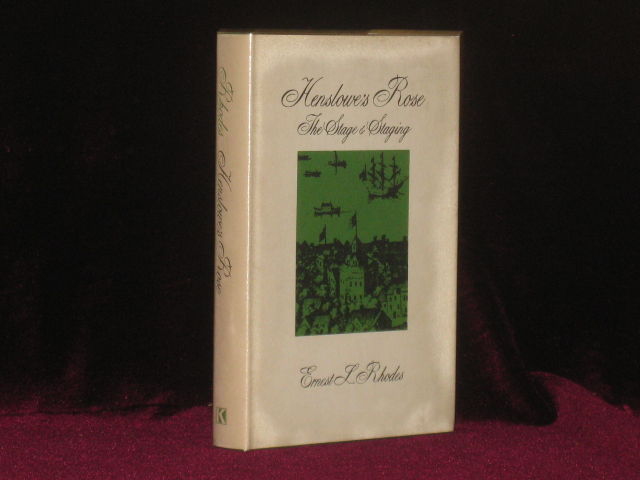 Henslowe's Rose
The Stage & Staging
Ernest L. Rhodes
Rhodes Henslowe's Rose
K